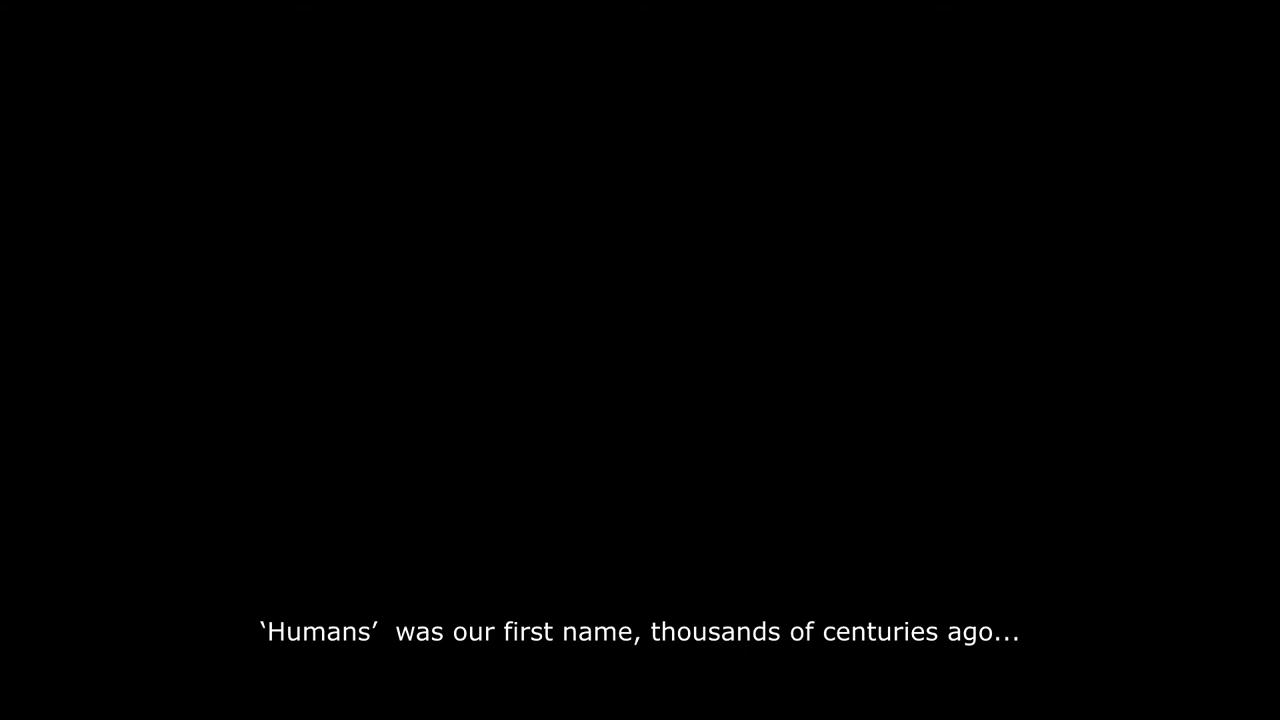 ‘Humans’  was our first name, thousands of centuries ago...